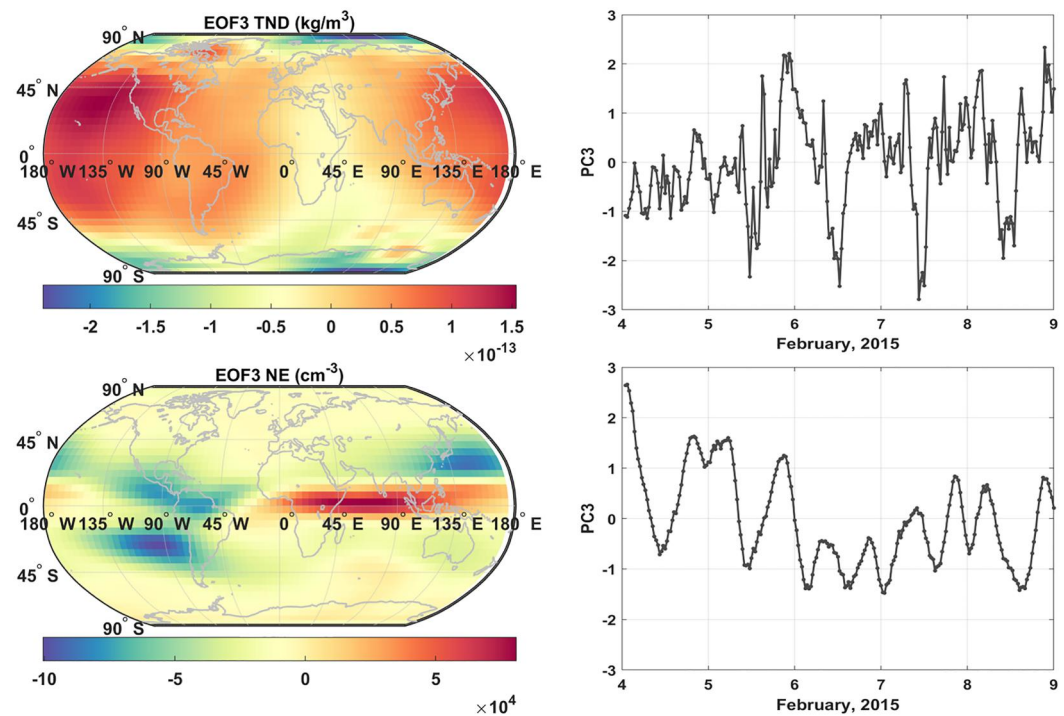 EOF3 TND (kg/m³)
90° N
45° N
0°
180° W 135° W 90° W 45° W 0° 45° E 90° E 135° E 180° E
45° S
90° S
-2 -1.5 -1 -0.5 0 0.5 1 1.5
×10⁻¹³
3
2
1
0
-1
-2
-3
PC3
4 5 6 7 8 9
February, 2015
EOF3 NE (cm⁻³)
90° N
45° N
0°
180° W 135° W 90° W 45° W 0° 45° E 90° E 135° E 180° E
45° S
90° S
-10 -5 0 5
×10⁴
3
2
1
0
-1
-2
-3
PC3
4 5 6 7 8 9
February, 2015